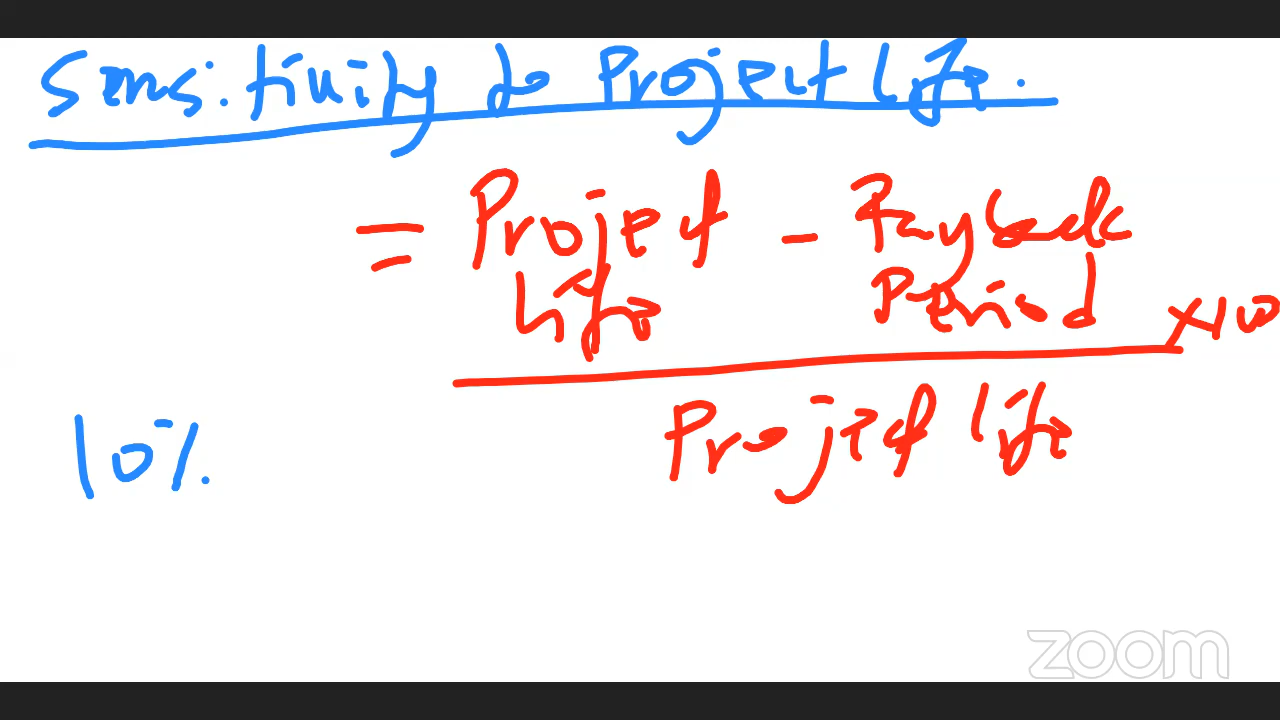 Sensitivity to Project Life.
= Project Life - Payback Period ×100
Project Life
10%
zoom